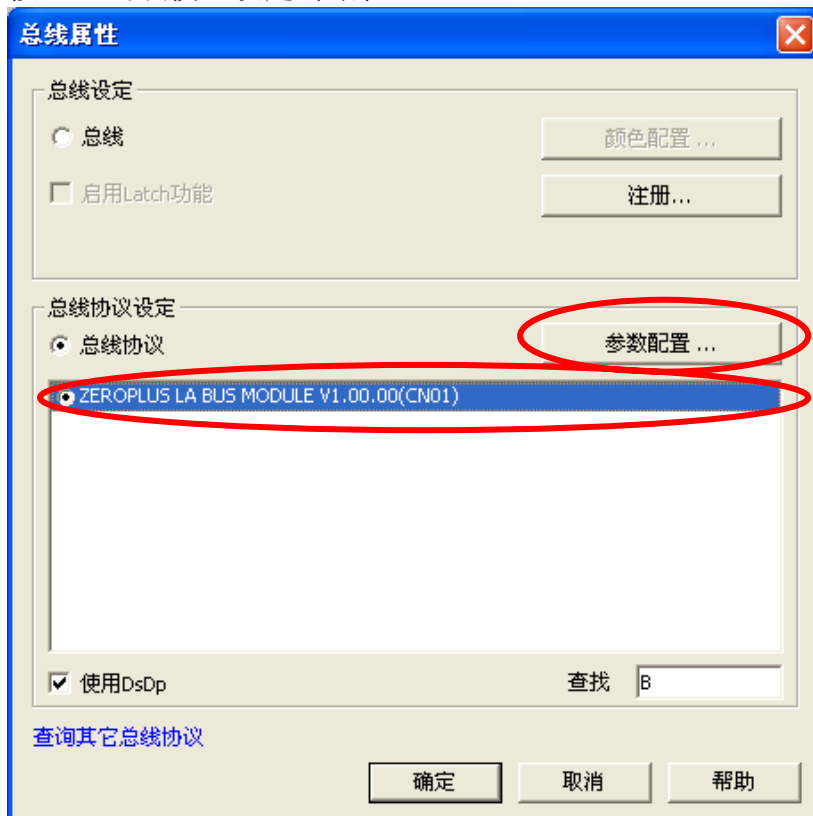 总线属性
总线设定
总线
颜色配置 ...
启用Latch功能
注册...
总线协议设定
总线协议
参数配置 ...
ZEROPLUS LA BUS MODULE V1.00.00(CN01)
使用DsDp
查找 B
查询其它总线协议
确定 取消 帮助